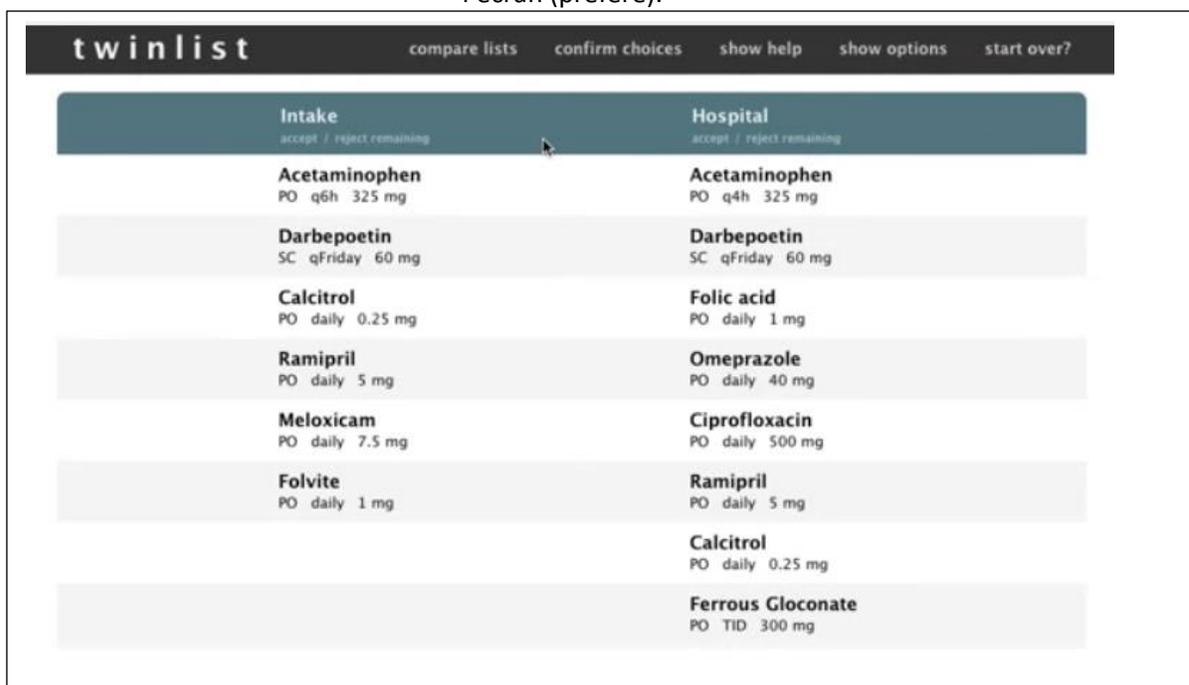 l'écran (préféré).
twinlist compare lists confirm choices show help show options start over?
Intake Hospital
accept / reject remaining accept / reject remaining
Acetaminophen Acetaminophen
PO q6h 325 mg PO q4h 325 mg
Darbepoetin Darbepoetin
SC qFriday 60 mg SC qFriday 60 mg
Calcitrol Folic acid
PO daily 0.25 mg PO daily 1 mg
Ramipril Omeprazole
PO daily 5 mg PO daily 40 mg
Meloxicam Ciprofloxacin
PO daily 7.5 mg PO daily 500 mg
Folvite Ramipril
PO daily 1 mg PO daily 5 mg
Calcitrol
PO daily 0.25 mg
Ferrous Gloconate
PO TID 300 mg